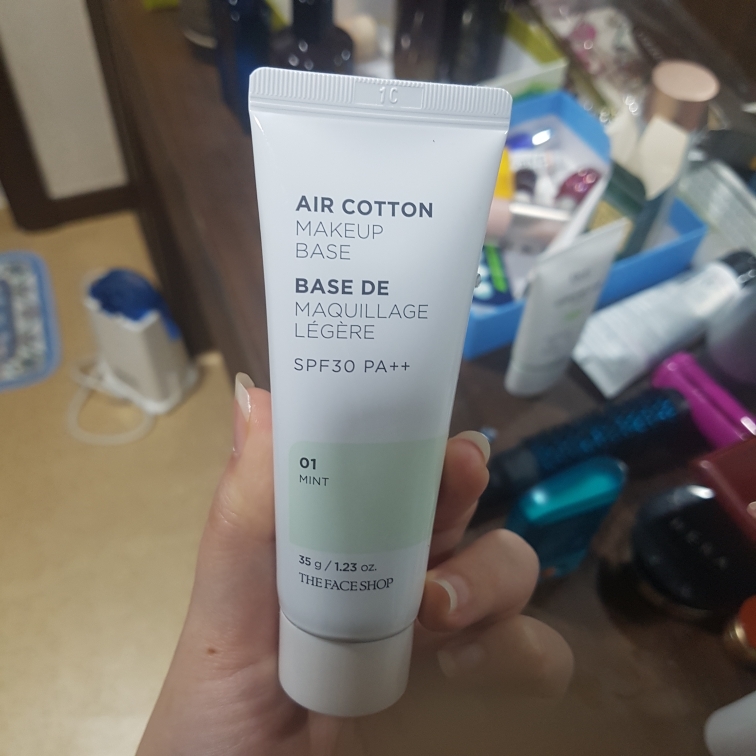 1C
AIR COTTON
MAKEUP
BASE
BASE DE
MAQUILLAGE
LÉGÈRE
SPF30 PA++
01
MINT
35 g / 1.23 oz.
THE FACE SHOP